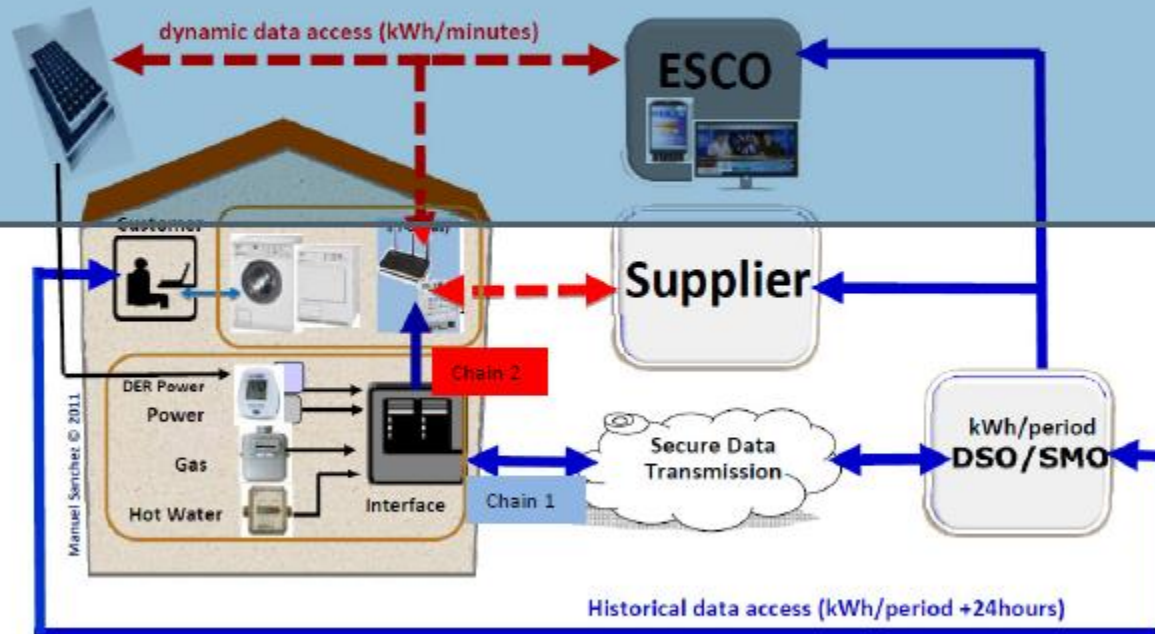 dynamic data access (kWh/minutes)
ESCO
Customer
Supplier
Chain 2
DER Power
Power
Gas
Hot Water
Interface
Secure Data
Transmission
Chain 1
kWh/period
DSO/SMO
Manuel Sanchez © 2011
Historical data access (kWh/period +24hours)